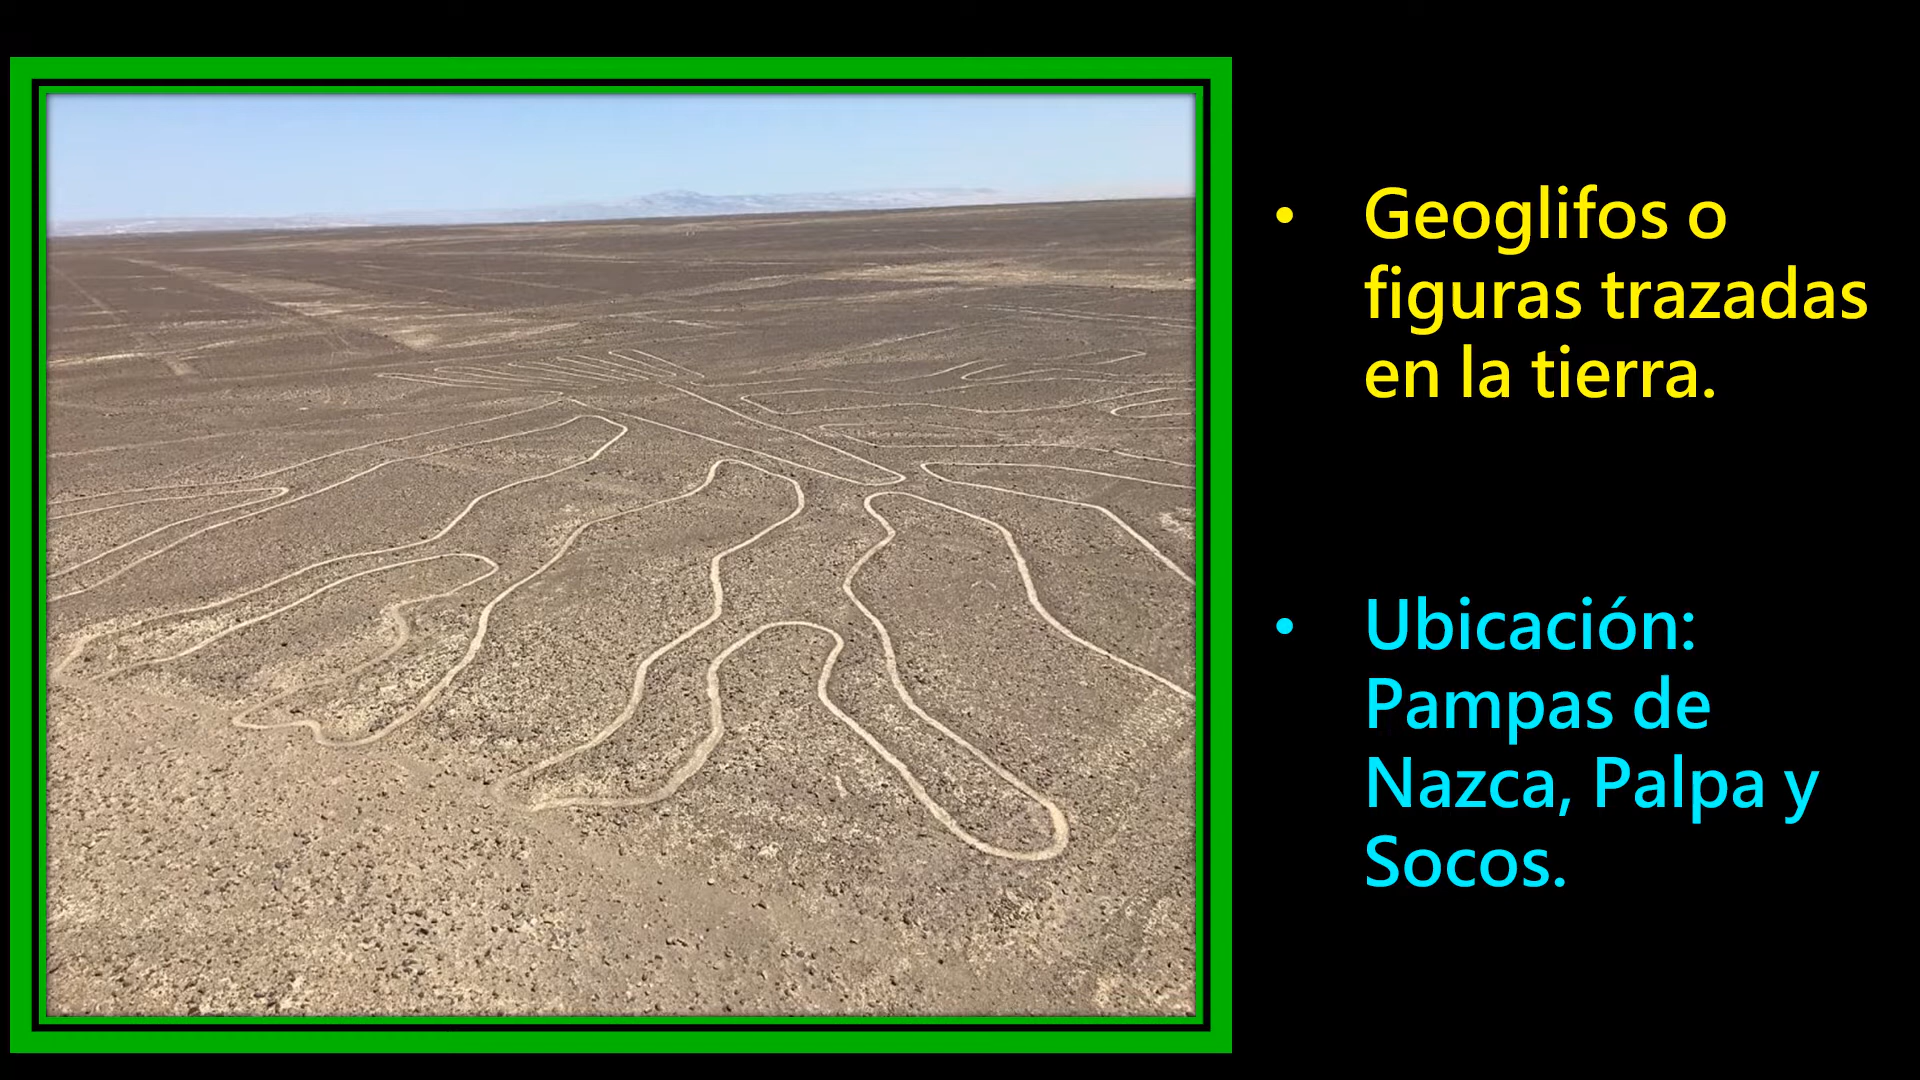 • Geoglifos o
figuras trazadas
en la tierra.
• Ubicación:
Pampas de
Nazca, Palpa y
Socos.